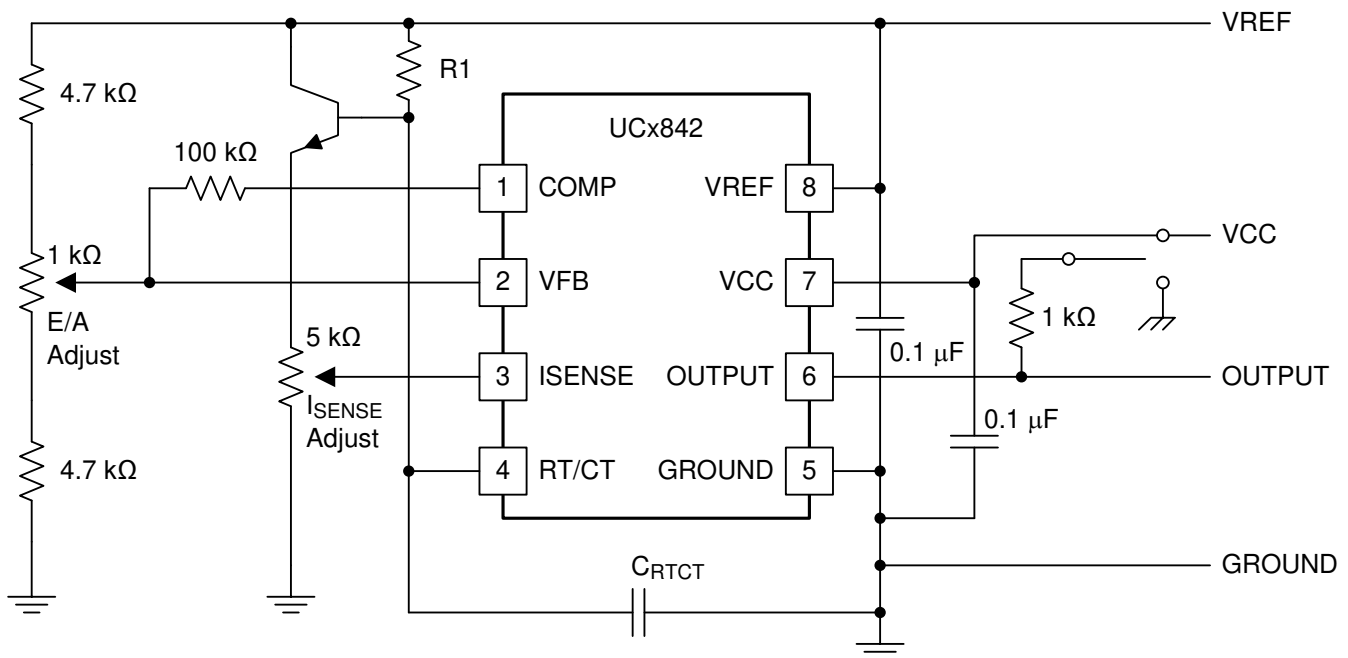 VREF
4.7 kΩ
R1
UCx842
100 kΩ
1 COMP
VREF 8
VCC
1 kΩ
E/A
Adjust
2 VFB
VCC 7
1 kΩ
0.1 μF
5 kΩ
3 ISENSE
OUTPUT 6
OUTPUT
ISENSE
Adjust
0.1 μF
4.7 kΩ
4 RT/CT
GROUND 5
CRTCT
GROUND